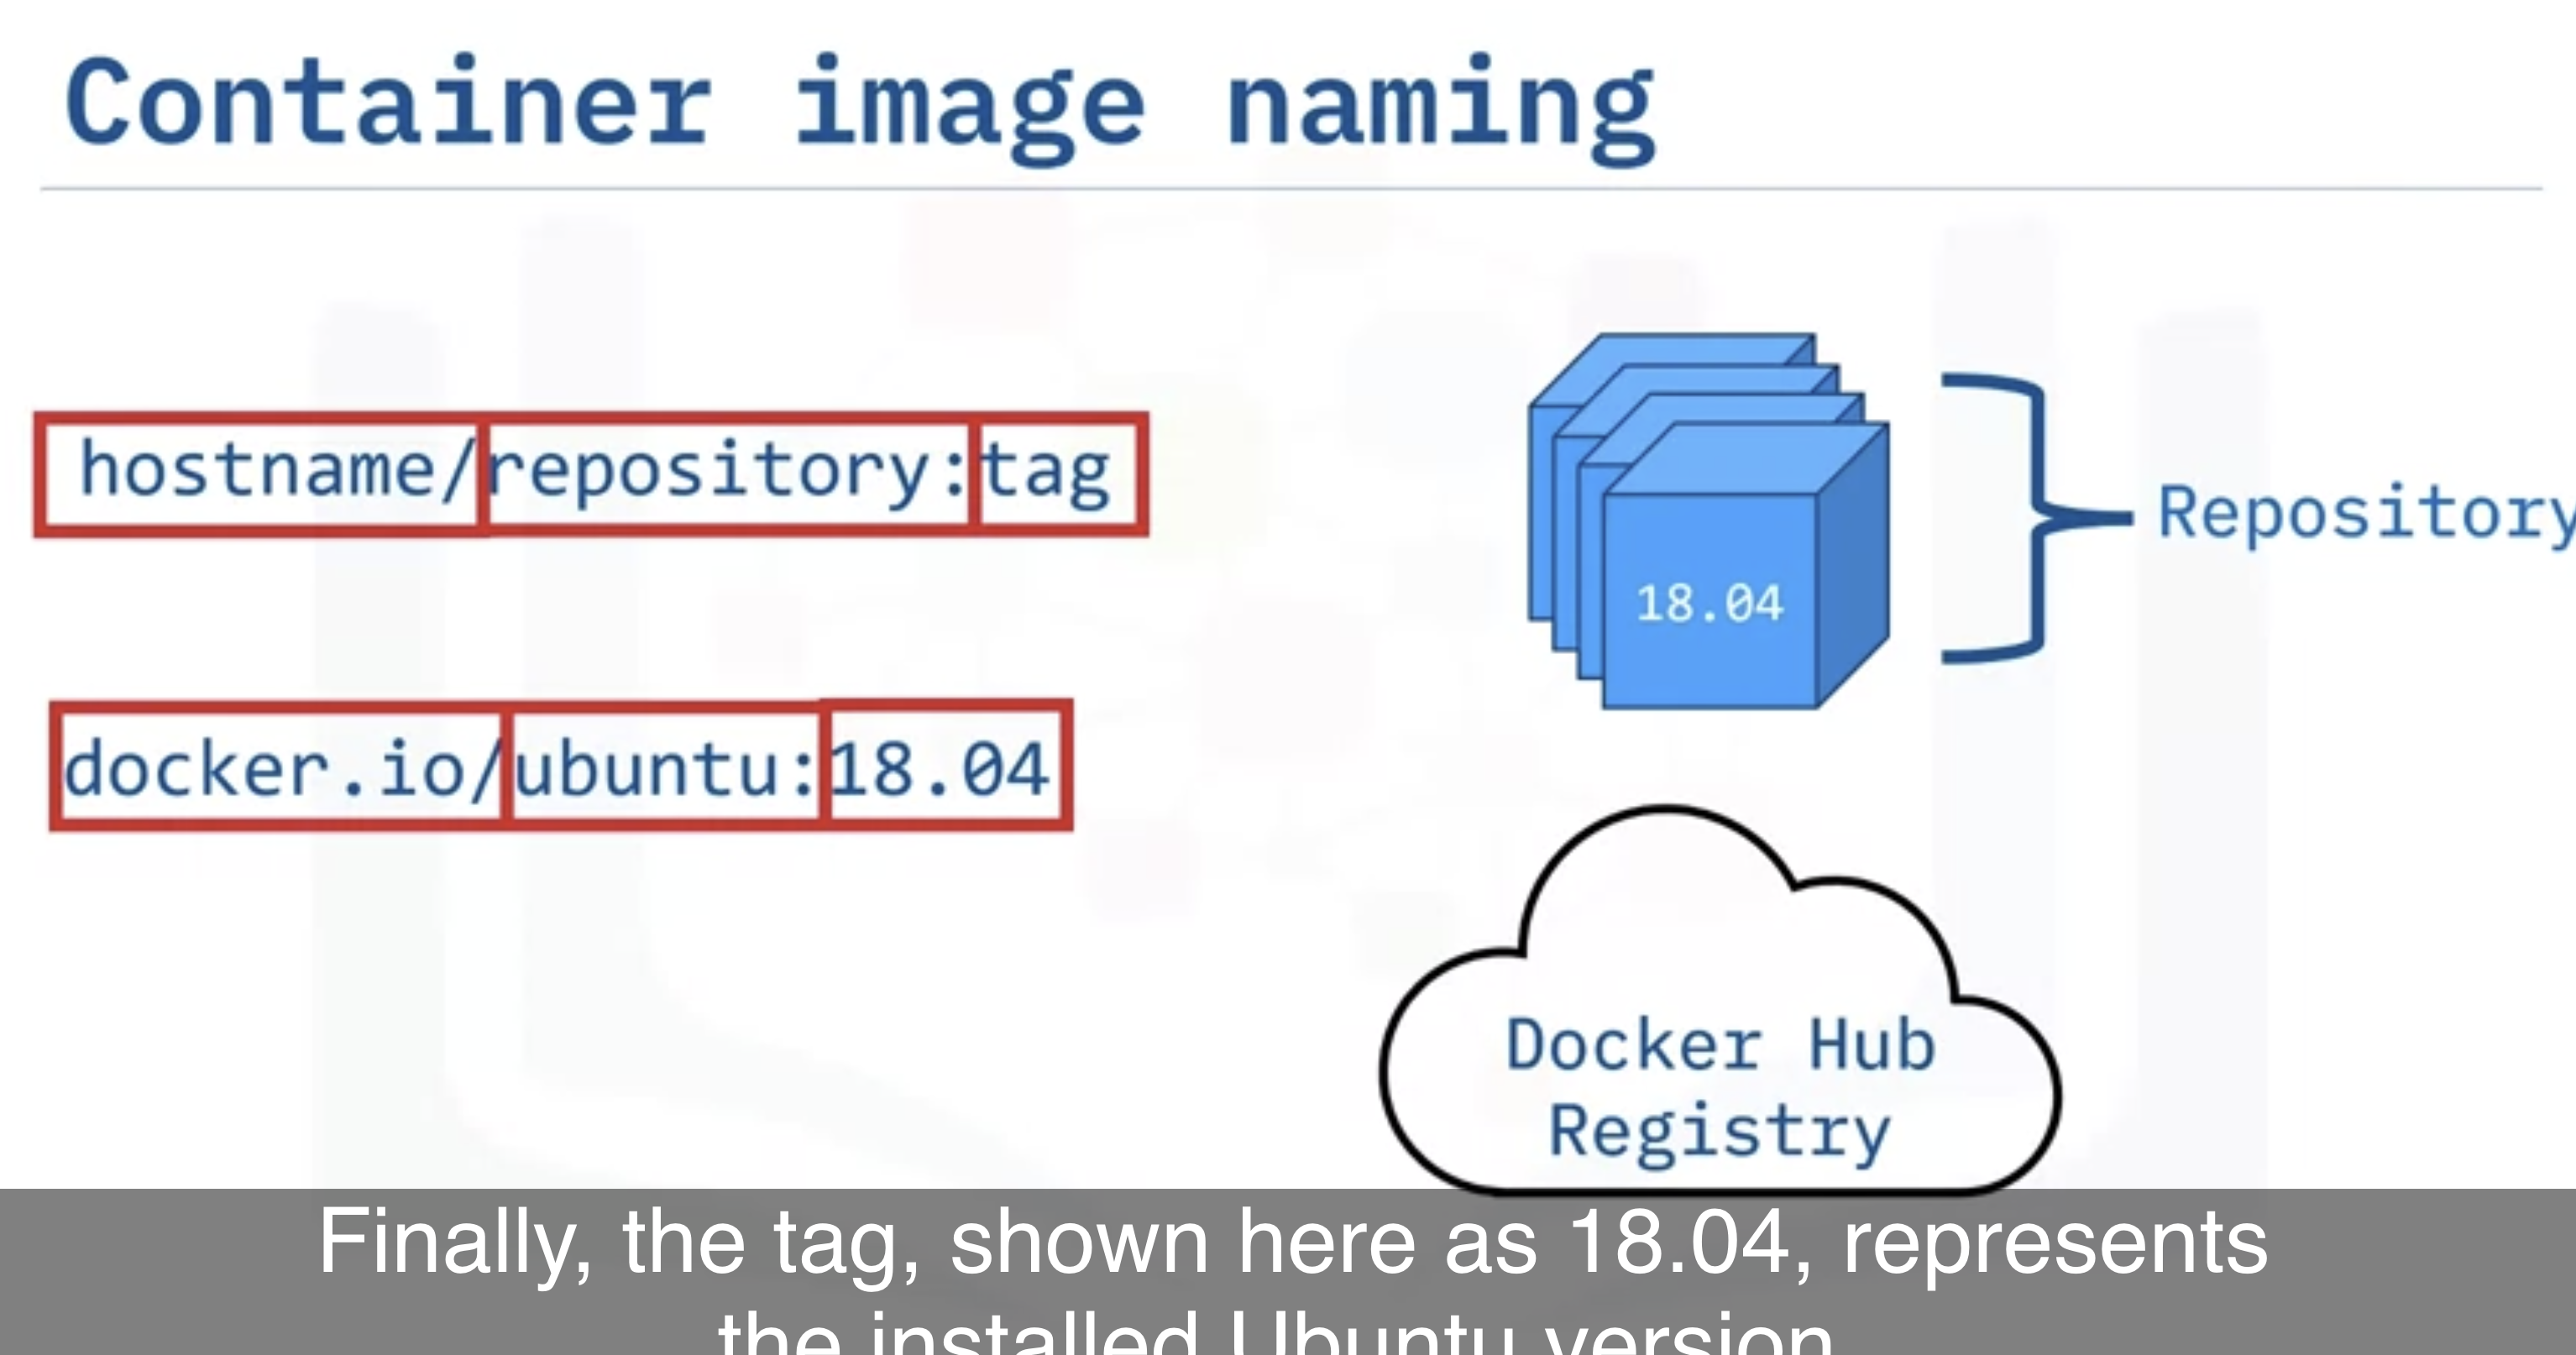 Container image naming
hostname/repository:tag
docker.io/ubuntu:18.04
18.04
Repository
Docker Hub
Registry
Finally, the tag, shown here as 18.04, represents
the installed Ubuntu version